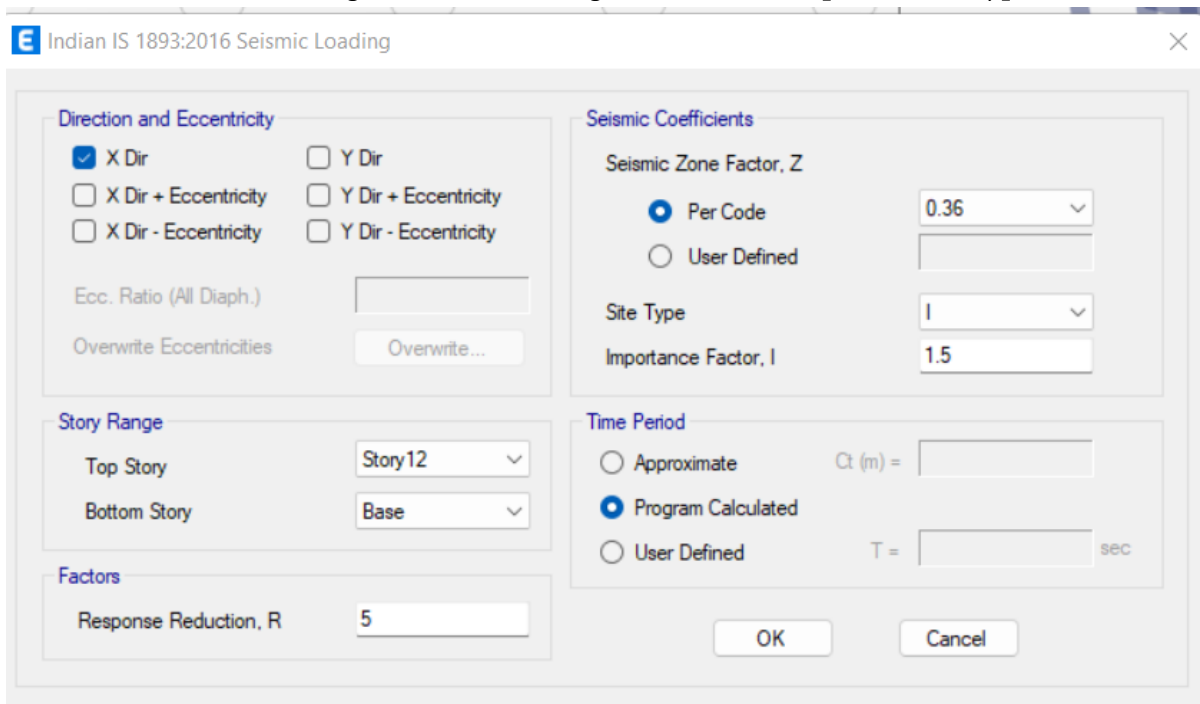 E Indian IS 1893:2016 Seismic Loading
Direction and Eccentricity
X Dir
Y Dir
X Dir + Eccentricity
Y Dir + Eccentricity
X Dir - Eccentricity
Y Dir - Eccentricity
Ecc. Ratio (All Diaph.)
Overwrite Eccentricities
Overwrite...
Story Range
Top Story
Story12
Bottom Story
Base
Factors
Response Reduction, R
5
Seismic Coefficients
Seismic Zone Factor, Z
Per Code
0.36
User Defined
Site Type
I
Importance Factor, I
1.5
Time Period
Approximate
Ct (m) =
Program Calculated
User Defined
T =
sec
OK
Cancel